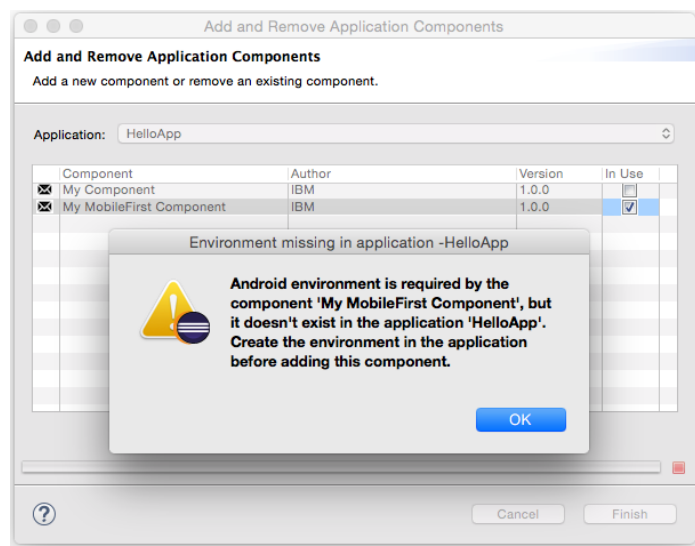 Add and Remove Application Components
Add and Remove Application Components
Add a new component or remove an existing component.
Application: HelloApp
Component Author Version In Use
My Component IBM 1.0.0
My MobileFirst Component IBM 1.0.0
Environment missing in application -HelloApp
Android environment is required by the
component 'My MobileFirst Component', but
it doesn't exist in the application 'HelloApp'.
Create the environment in the application
before adding this component.
OK
? Cancel Finish